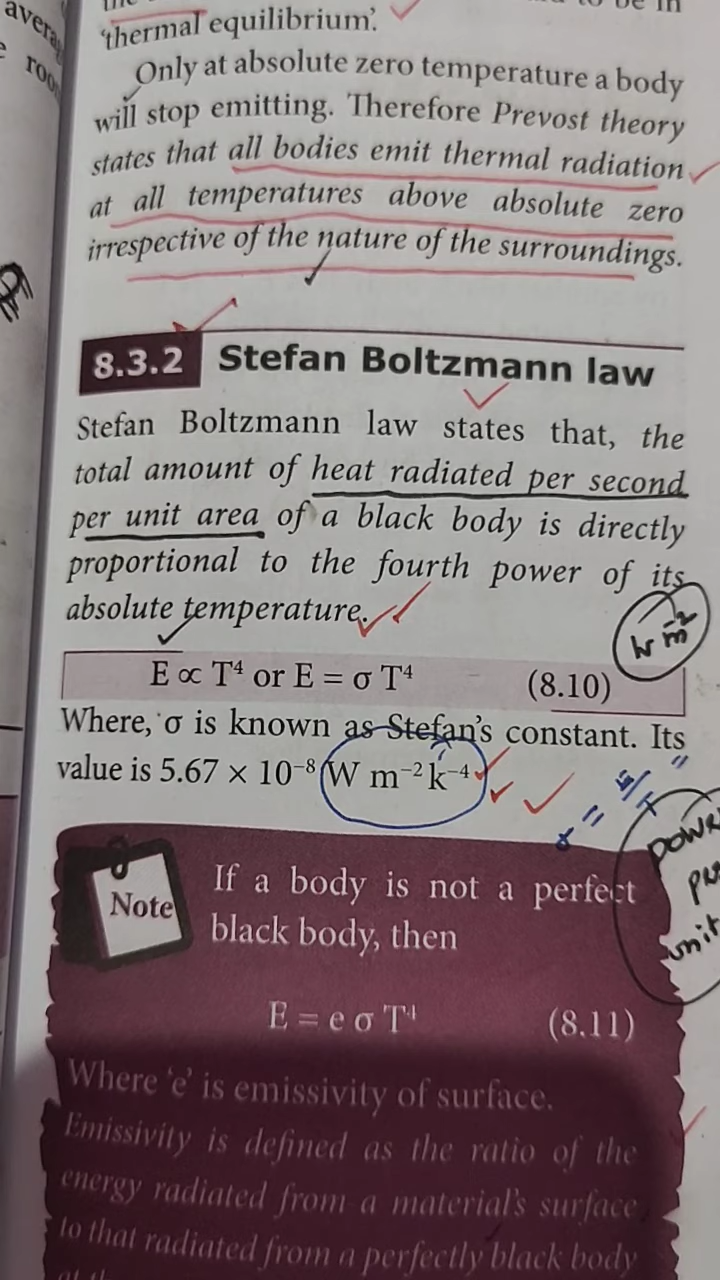 avera
roo
'thermal equilibrium'.
Only at absolute zero temperature a body
will stop emitting. Therefore Prevost theory
states that all bodies emit thermal radiation
at all temperatures above absolute zero
irrespective of the nature of the surroundings.
8.3.2 Stefan Boltzmann law
Stefan Boltzmann law states that, the
total amount of heat radiated per second
per unit area of a black body is directly
proportional to the fourth power of its
absolute temperature.
E ∝ T⁴ or E = σ T⁴ (8.10)
Where, σ is known as Stefan's constant. Its
value is 5.67 × 10⁻⁸ W m⁻² k⁻⁴
Note
If a body is not a perfect
black body, then
E = e σ T⁴ (8.11)
Where 'e' is emissivity of surface.
Emissivity is defined as the ratio of the
energy radiated from a material's surface
to that radiated from a perfectly black body